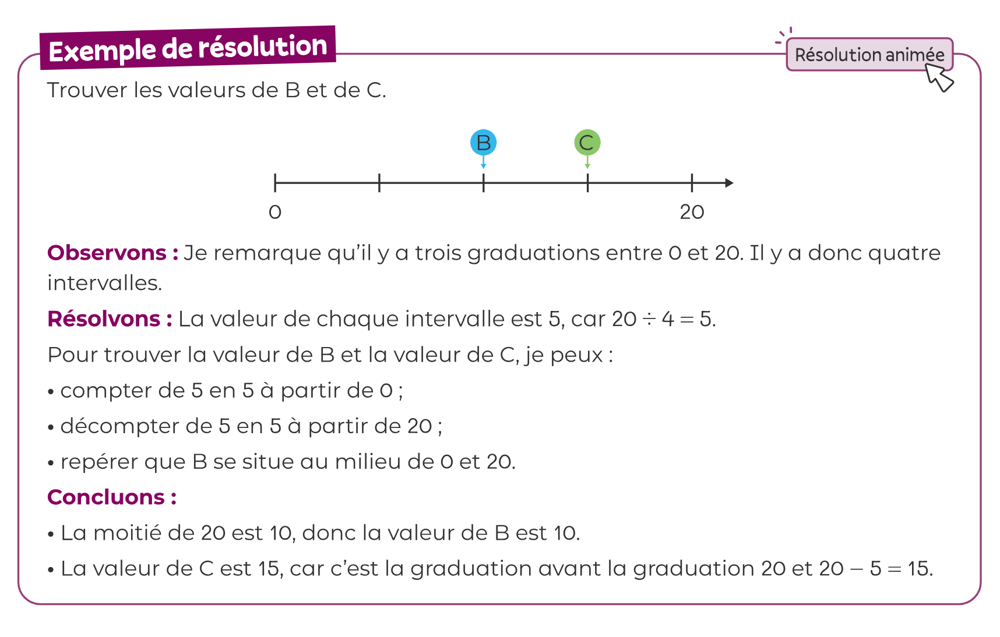 Exemple de résolution
Résolution animée
Trouver les valeurs de B et de C.
B
C
0
20
Observons : Je remarque qu’il y a trois graduations entre 0 et 20. Il y a donc quatre
intervalles.
Résolvons : La valeur de chaque intervalle est 5, car 20 ÷ 4 = 5.
Pour trouver la valeur de B et la valeur de C, je peux :
• compter de 5 en 5 à partir de 0 ;
• décompter de 5 en 5 à partir de 20 ;
• repérer que B se situe au milieu de 0 et 20.
Concluons :
• La moitié de 20 est 10, donc la valeur de B est 10.
• La valeur de C est 15, car c’est la graduation avant la graduation 20 et 20 – 5 = 15.